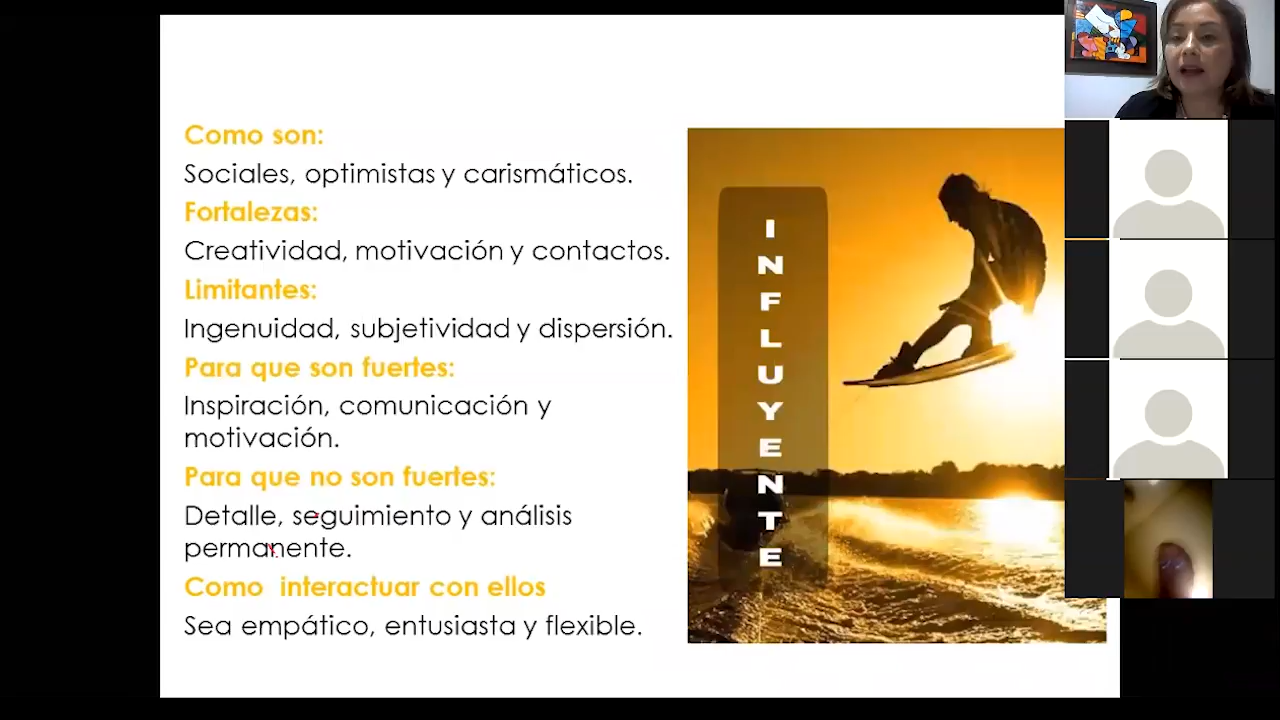 Como son:
Sociales, optimistas y carismáticos.
Fortalezas:
Creatividad, motivación y contactos.
Limitantes:
Ingenuidad, subjetividad y dispersión.
Para que son fuertes:
Inspiración, comunicación y
motivación.
Para que no son fuertes:
Detalle, seguimiento y análisis
permanente.
Como interactuar con ellos
Sea empático, entusiasta y flexible.
INFLUYENTE